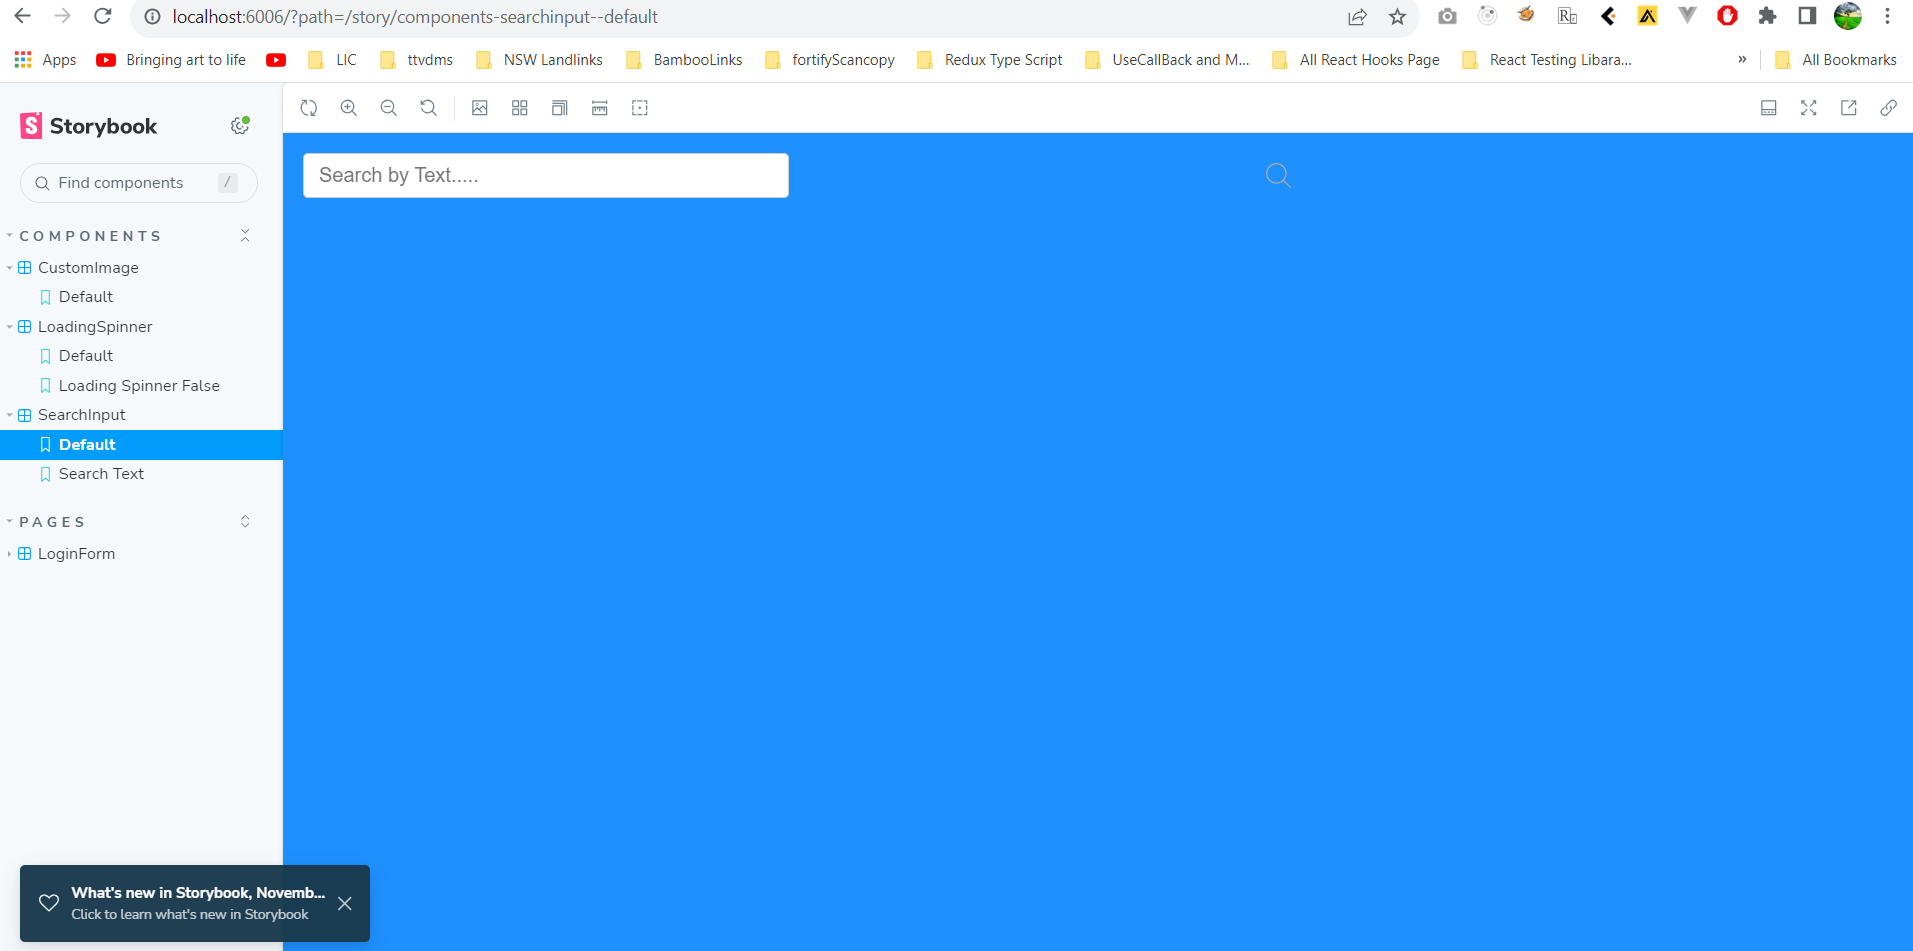 localhost:6006/?path=/story/components-searchinput--default
Apps Bringing art to life LIC ttvdms NSW Landlinks BambooLinks fortifyScancopy Redux Type Script UseCallBack and M... All React Hooks Page React Testing Libara... » All Bookmarks
Storybook
Find components /
COMPONENTS
CustomImage
Default
LoadingSpinner
Default
Loading Spinner False
SearchInput
Default
Search Text
PAGES
LoginForm
Search by Text.....
What's new in Storybook, Novemb...
Click to learn what's new in Storybook